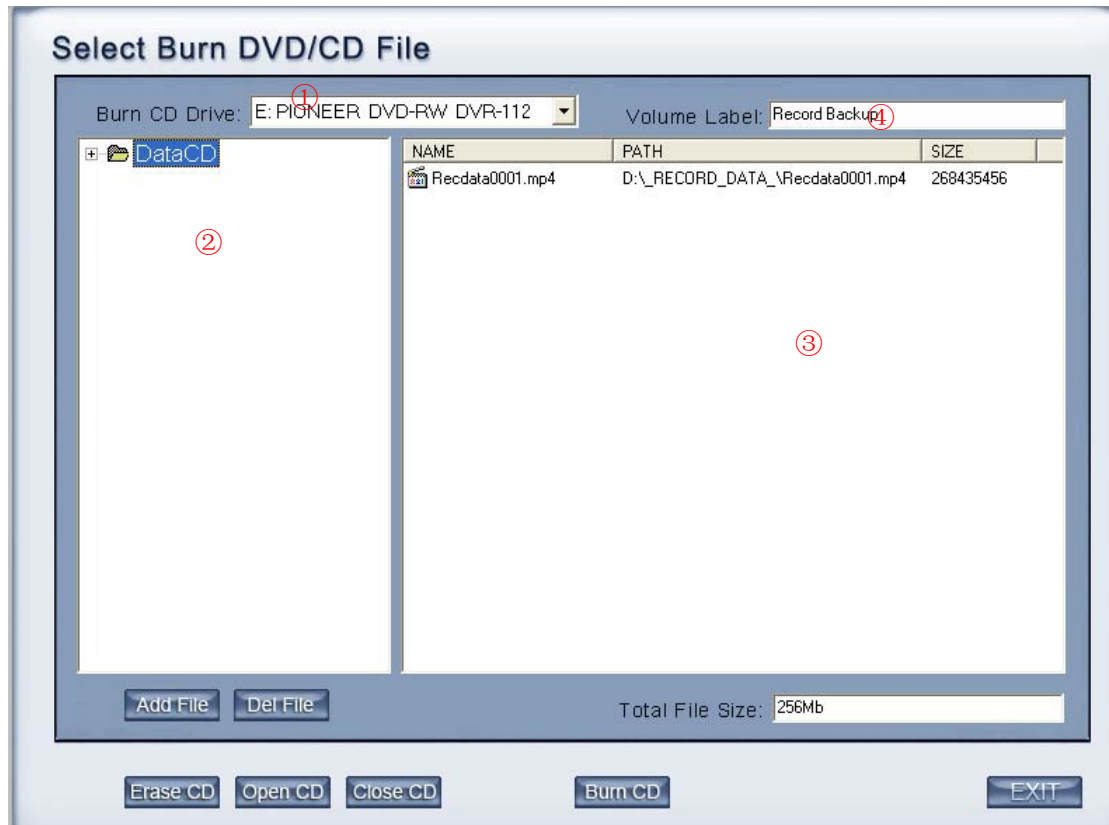 Select Burn DVD/CD File
Burn CD Drive: E: PIONEER DVD-RW DVR-112 ① Volume Label: Record Backup ④
DataCD NAME PATH SIZE
Recdata0001.mp4 D:\_RECORD_DATA_\Recdata0001.mp4 268435456
②
③
Add File Del File Total File Size: 256Mb
Erase CD Open CD Close CD Burn CD EXIT